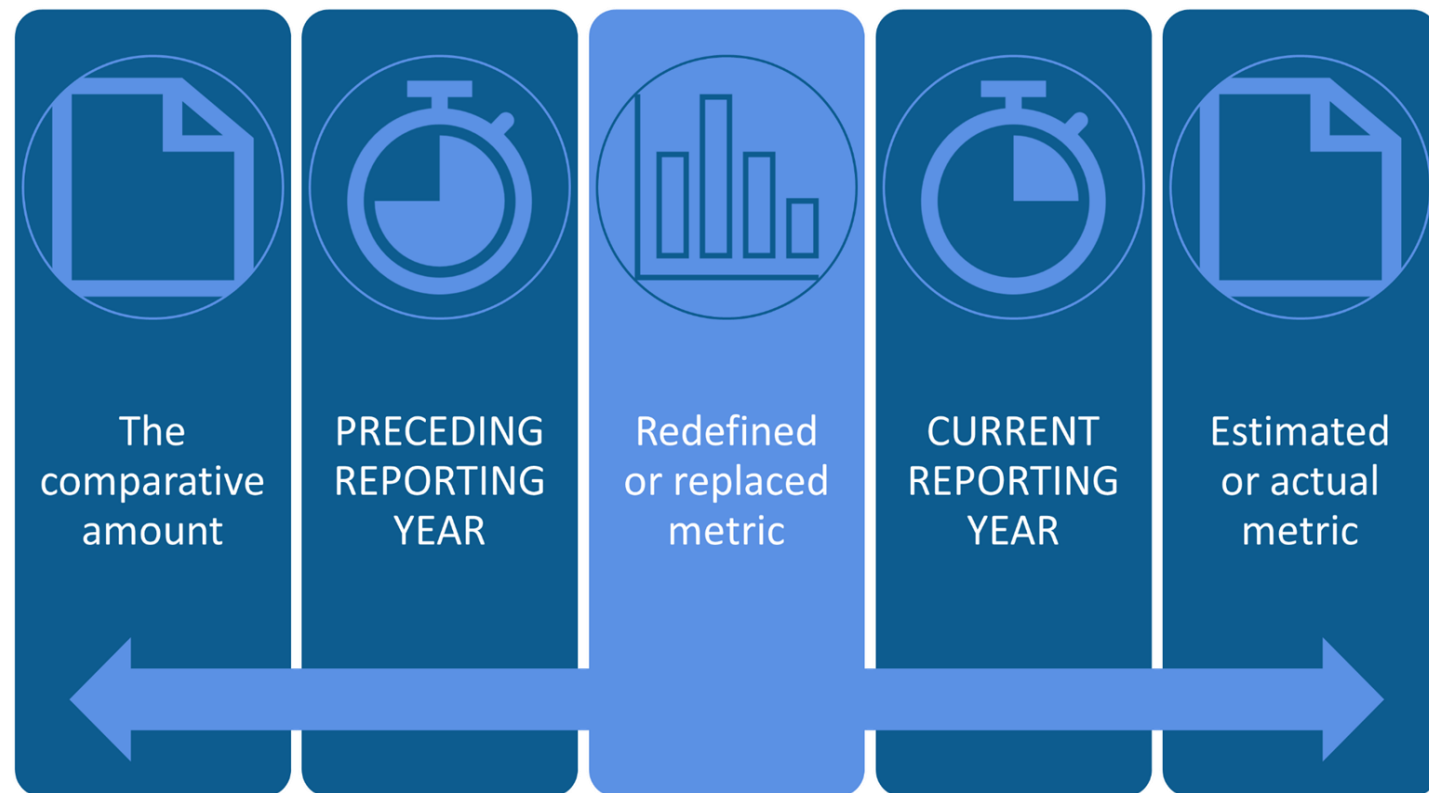 The
comparative
amount
PRECEDING
REPORTING
YEAR
Redefined
or replaced
metric
CURRENT
REPORTING
YEAR
Estimated
or actual
metric